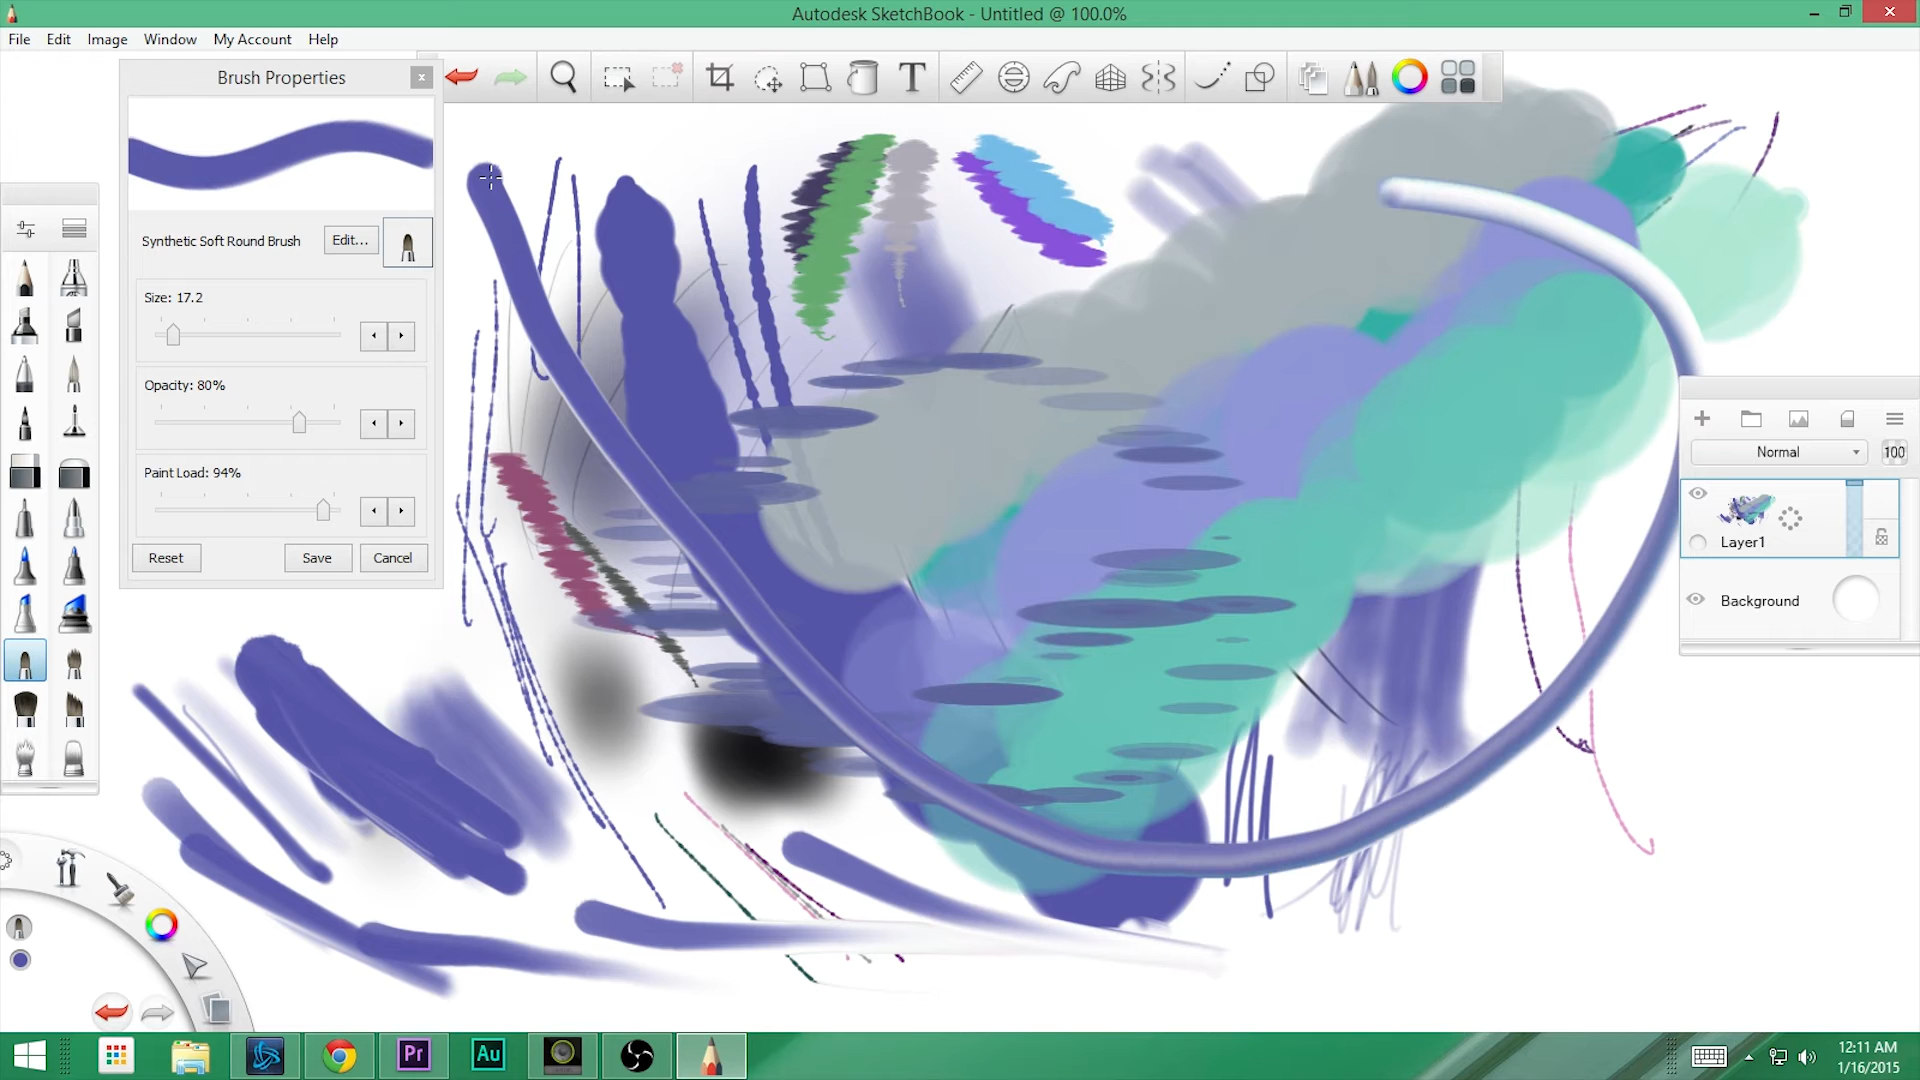 Autodesk SketchBook - Untitled @ 100.0%
File Edit Image Window My Account Help
Brush Properties
x
T
Synthetic Soft Round Brush
Edit...
Size: 17.2
Opacity: 80%
Paint Load: 94%
Reset Save Cancel
Normal 100
Layer1
Background
Pr Au
12:11 AM
1/16/2015